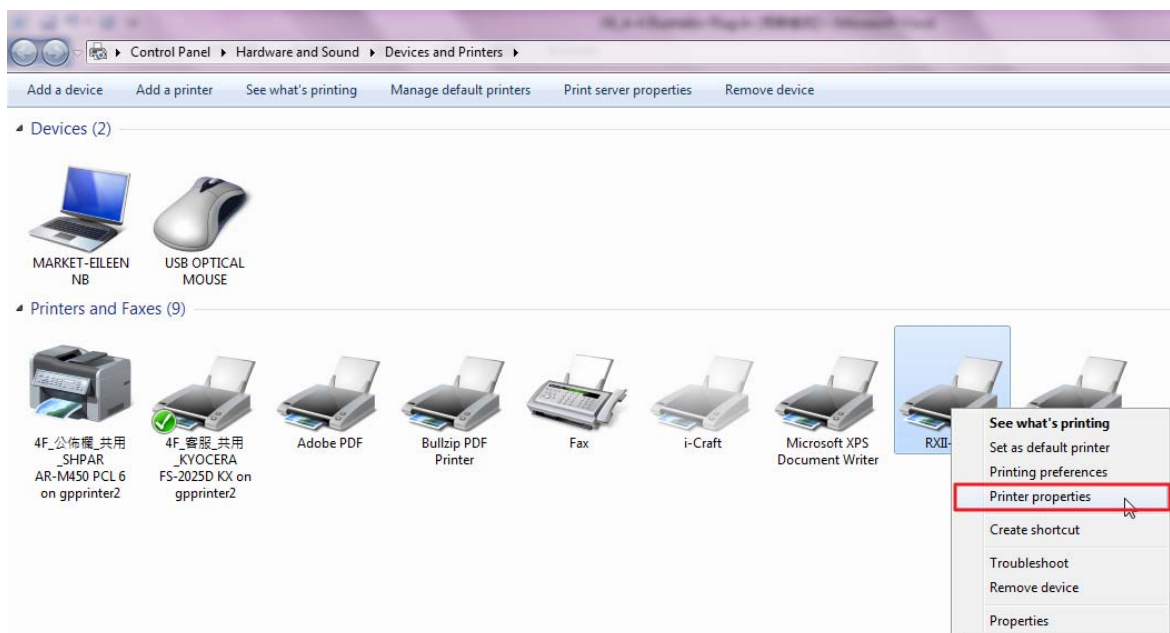 Control Panel ▸ Hardware and Sound ▸ Devices and Printers ▸
Add a device Add a printer See what's printing Manage default printers Print server properties Remove device
Devices (2)
MARKET-EILEEN
NB
USB OPTICAL
MOUSE
Printers and Faxes (9)
4F_公佈欄_共用
_SHPAR
AR-M450 PCL 6
on gpprinter2
4F_客服_共用
_KYOCERA
FS-2025D KX on
gpprinter2
Adobe PDF
Bullzip PDF
Printer
Fax
i-Craft
Microsoft XPS
Document Writer
RXII-
See what's printing
Set as default printer
Printing preferences
Printer properties
Create shortcut
Troubleshoot
Remove device
Properties